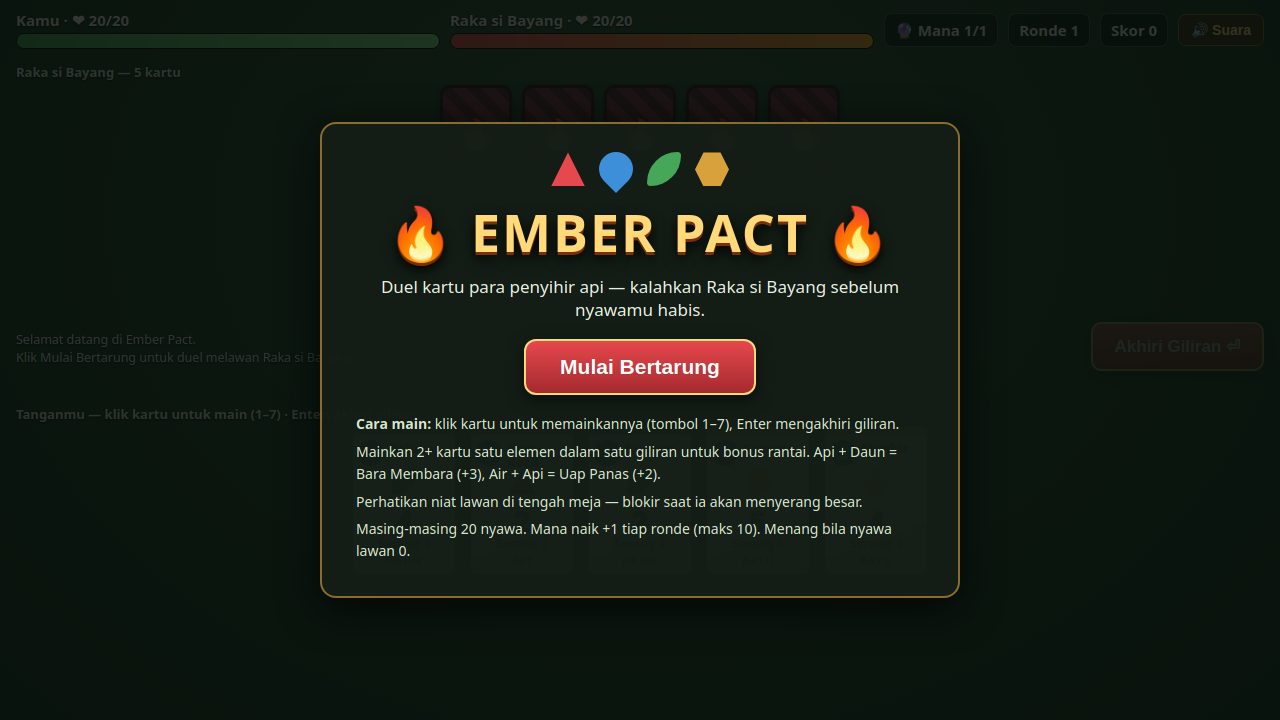 Kamu · ❤ 20/20
Raka si Bayang · ❤ 20/20
🔮 Mana 1/1
Ronde 1
Skor 0
🔊 Suara
Raka si Bayang — 5 kartu
🔥 EMBER PACT 🔥
Duel kartu para penyihir api — kalahkan Raka si Bayang sebelum
nyawamu habis.
Mulai Bertarung
Cara main: klik kartu untuk memainkannya (tombol 1–7), Enter mengakhiri giliran.
Mainkan 2+ kartu satu elemen dalam satu giliran untuk bonus rantai. Api + Daun =
Bara Membara (+3), Air + Api = Uap Panas (+2).
Perhatikan niat lawan di tengah meja — blokir saat ia akan menyerang besar.
Masing-masing 20 nyawa. Mana naik +1 tiap ronde (maks 10). Menang bila nyawa
lawan 0.
Selamat datang di Ember Pact.
Klik Mulai Bertarung untuk duel melawan Raka si
Akhiri Giliran ⏎
Tanganmu — klik kartu untuk main (1–7) ·